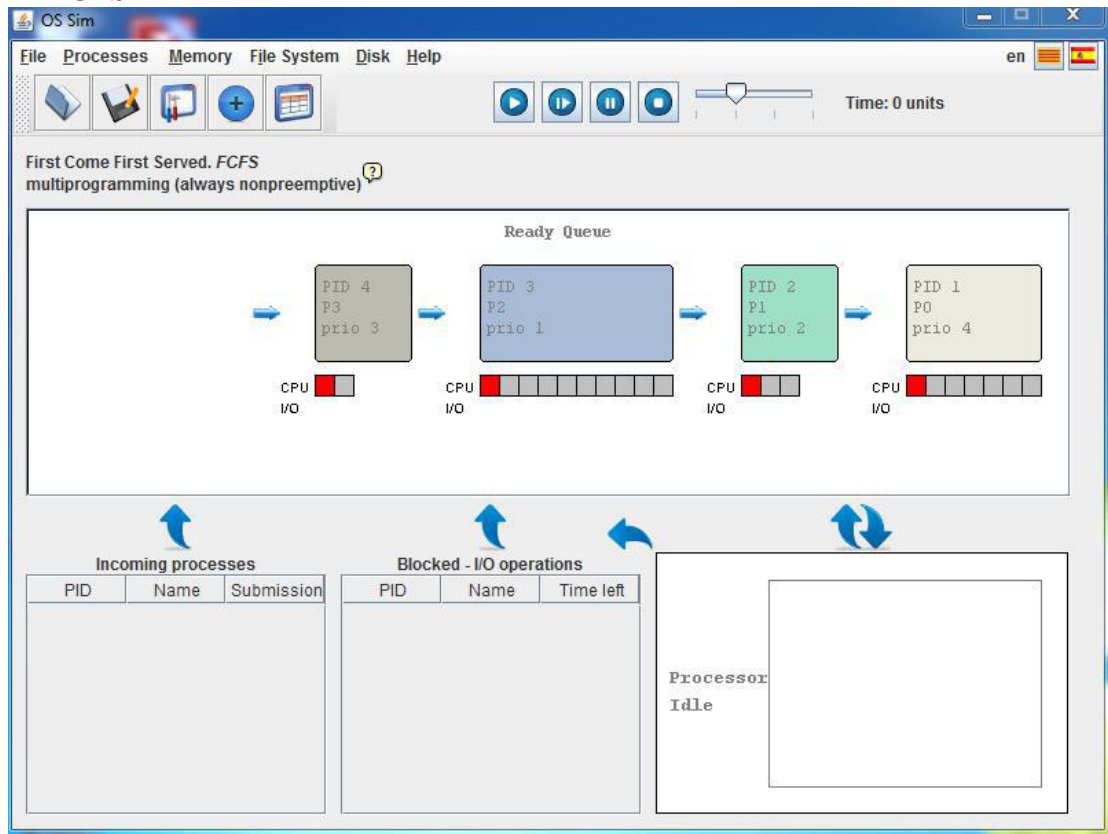 OS Sim
File Processes Memory File System Disk Help en
Time: 0 units
First Come First Served. FCFS
multiprogramming (always nonpreemptive) ?
Ready Queue
PID 4
P3
prio 3
CPU
I/O
PID 3
P2
prio 1
CPU
I/O
PID 2
P1
prio 2
CPU
I/O
PID 1
P0
prio 4
CPU
I/O
Incoming processes
PID Name Submission
Blocked - I/O operations
PID Name Time left
Processor
Idle